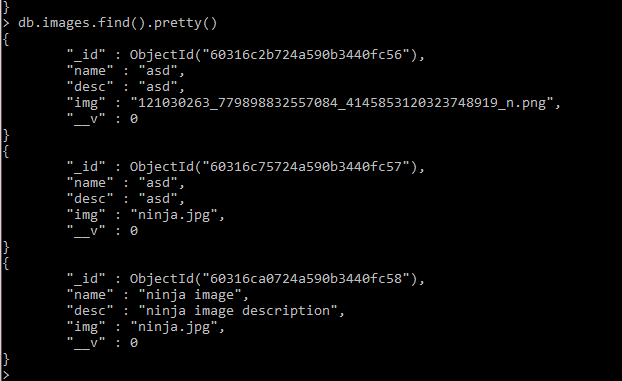 }
> db.images.find().pretty()
{
"_id" : ObjectId("60316c2b724a590b3440fc56"),
"name" : "asd",
"desc" : "asd",
"img" : "121030263_779898832557084_4145853120323748919_n.png",
"__v" : 0
}
{
"_id" : ObjectId("60316c75724a590b3440fc57"),
"name" : "asd",
"desc" : "asd",
"img" : "ninja.jpg",
"__v" : 0
}
{
"_id" : ObjectId("60316ca0724a590b3440fc58"),
"name" : "ninja image",
"desc" : "ninja image description",
"img" : "ninja.jpg",
"__v" : 0
}
>